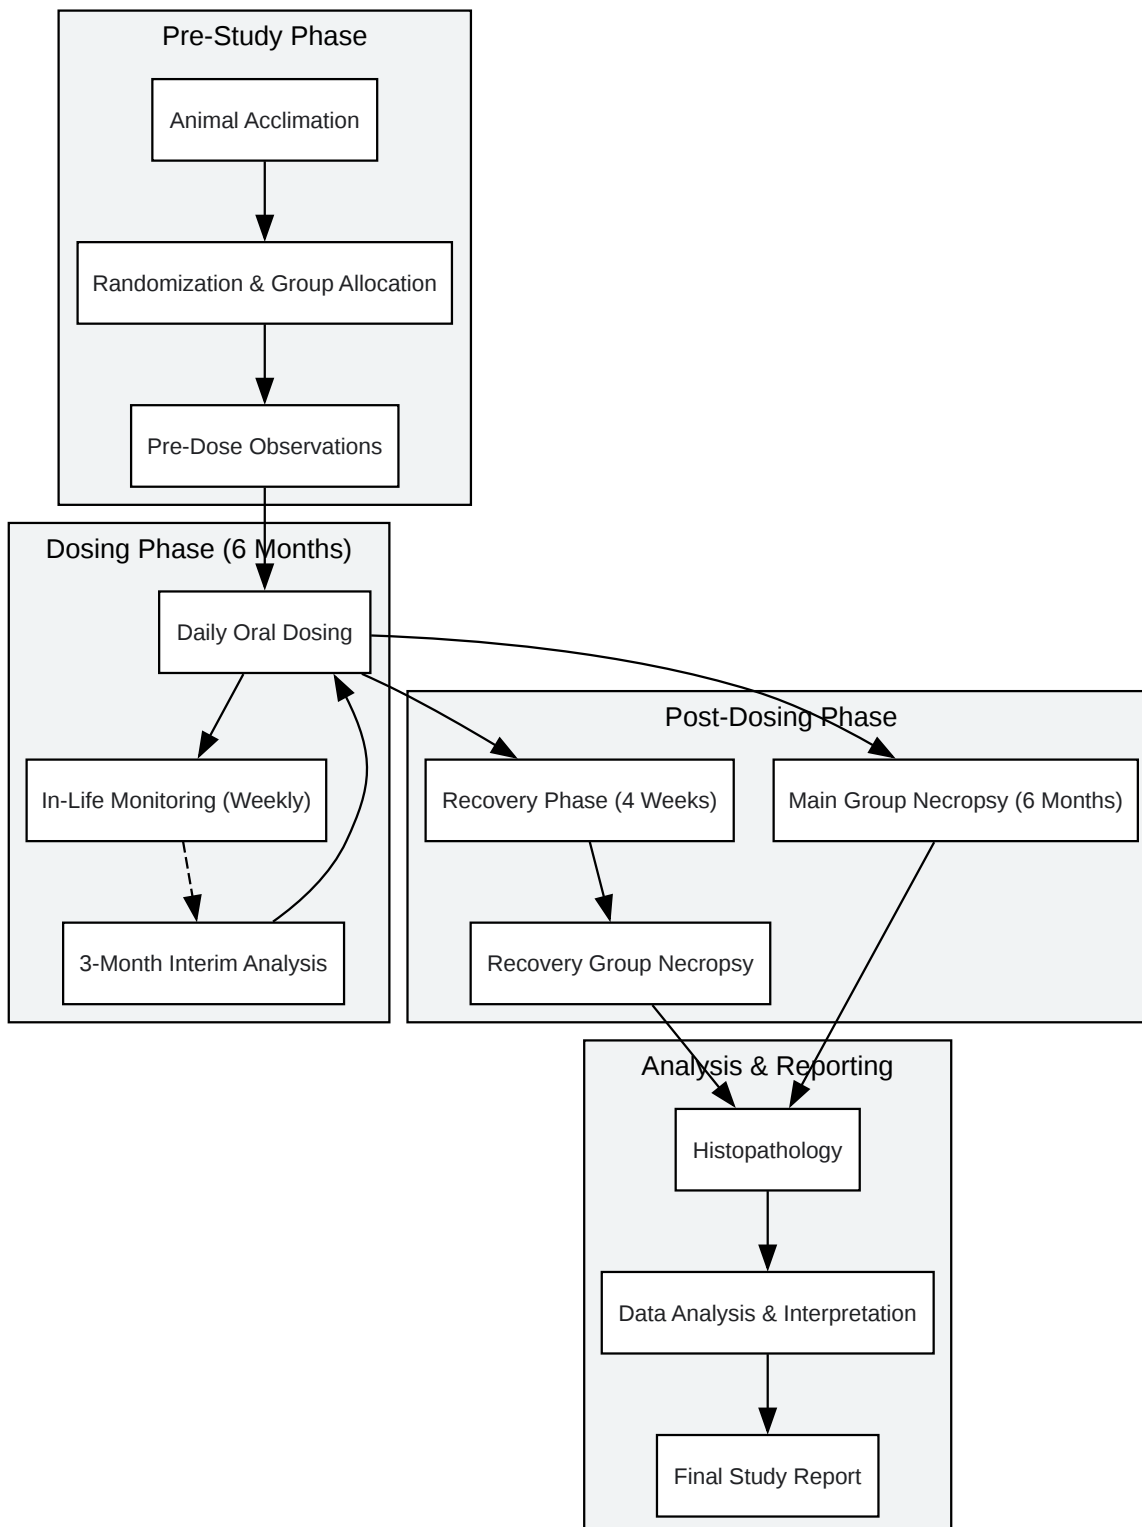 Pre-Study Phase
Animal Acclimation
Randomization & Group Allocation
Pre-Dose Observations
Dosing Phase (6 Months)
Daily Oral Dosing
In-Life Monitoring (Weekly)
3-Month Interim Analysis
Post-Dosing Phase
Recovery Phase (4 Weeks)
Main Group Necropsy (6 Months)
Recovery Group Necropsy
Analysis & Reporting
Histopathology
Data Analysis & Interpretation
Final Study Report